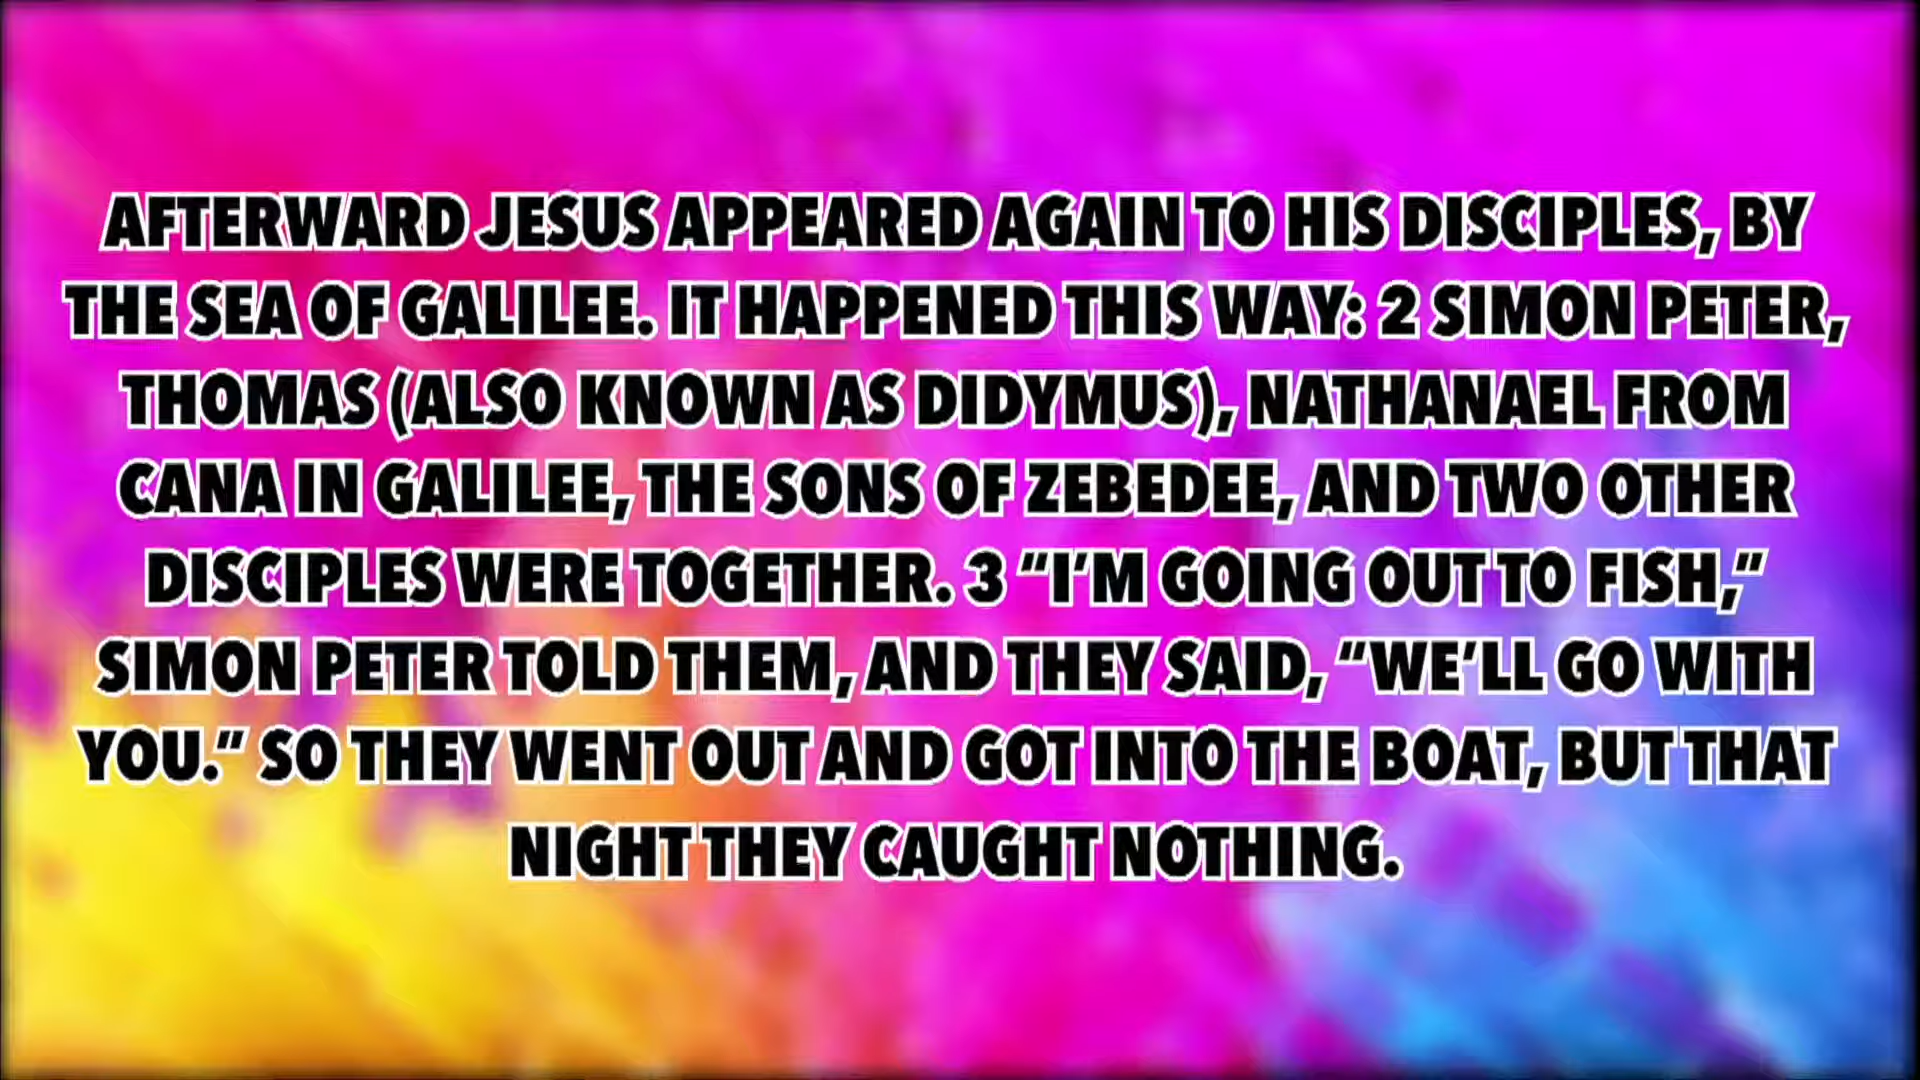 AFTERWARD JESUS APPEARED AGAIN TO HIS DISCIPLES, BY
THE SEA OF GALILEE. IT HAPPENED THIS WAY: 2 SIMON PETER,
THOMAS (ALSO KNOWN AS DIDYMUS), NATHANAEL FROM
CANA IN GALILEE, THE SONS OF ZEBEDEE, AND TWO OTHER
DISCIPLES WERE TOGETHER. 3 “I’M GOING OUT TO FISH,”
SIMON PETER TOLD THEM, AND THEY SAID, “WE’LL GO WITH
YOU.” SO THEY WENT OUT AND GOT INTO THE BOAT, BUT THAT
NIGHT THEY CAUGHT NOTHING.